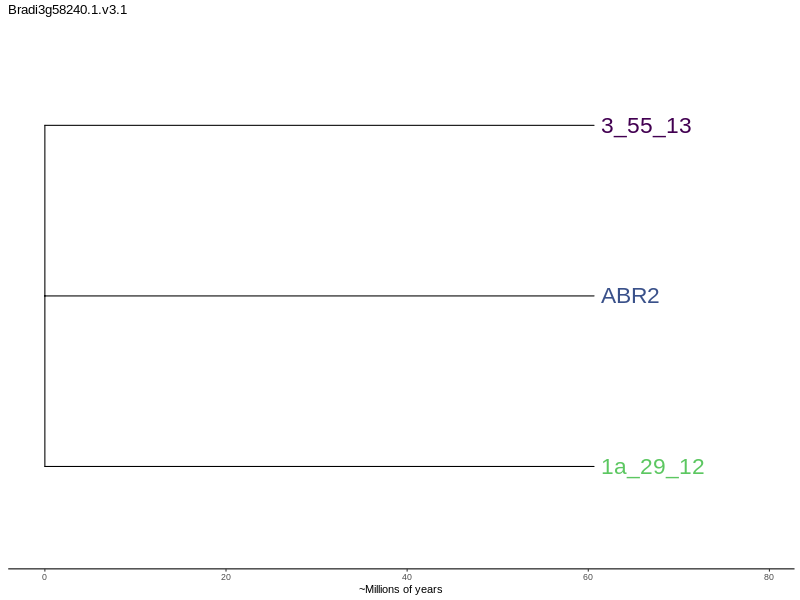 Bradi3g58240.1.v3.1
3_55_13
ABR2
1a_29_12
0 20 40 60 80
~Millions of years